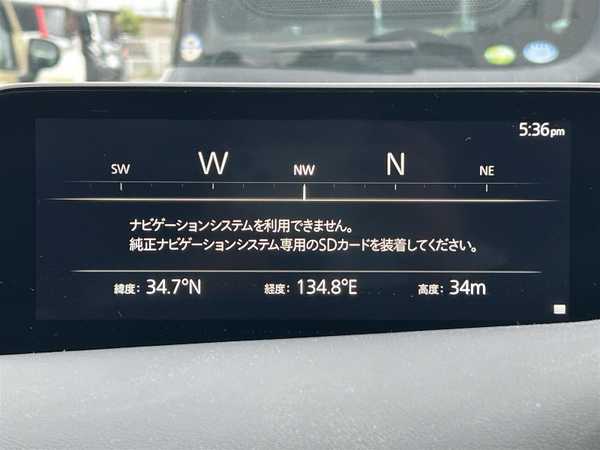 5:36pm
SW W NW N NE
ナビゲーションシステムを利用できません。
純正ナビゲーションシステム専用のSDカードを装着してください。
緯度: 34.7°N 経度: 134.8°E 高度: 34m